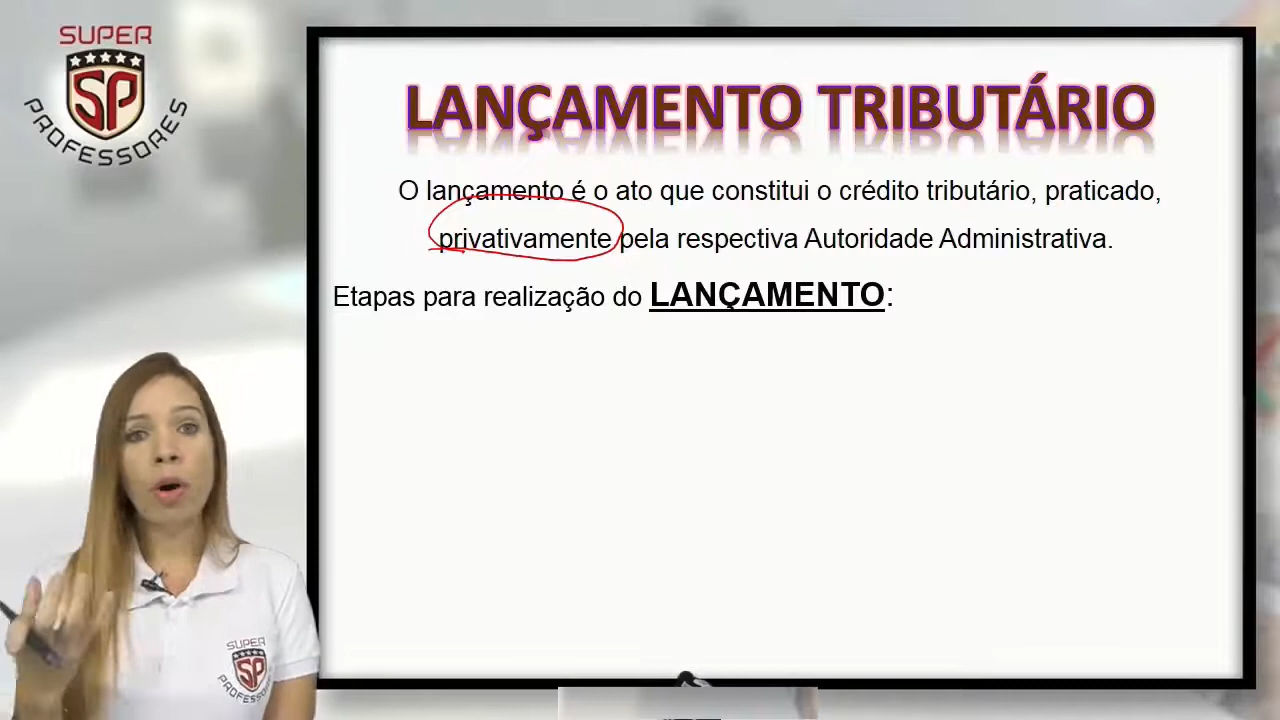 SUPER
SP
PROFESSORES
LANÇAMENTO TRIBUTÁRIO
O lançamento é o ato que constitui o crédito tributário, praticado,
privativamente pela respectiva Autoridade Administrativa.
Etapas para realização do LANÇAMENTO:
SUPER
SP
PROFESSORES